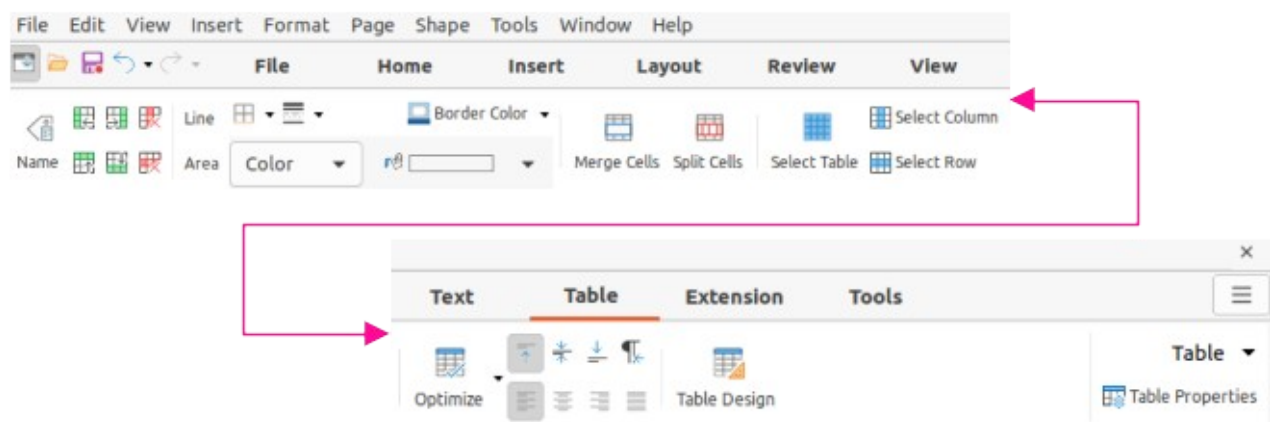 File Edit View Insert Format Page Shape Tools Window Help
File Home Insert Layout Review View
Line Border Color Select Column
Name Area Color Merge Cells Split Cells Select Table Select Row
Text Table Extension Tools
Table
Optimize Table Design Table Properties